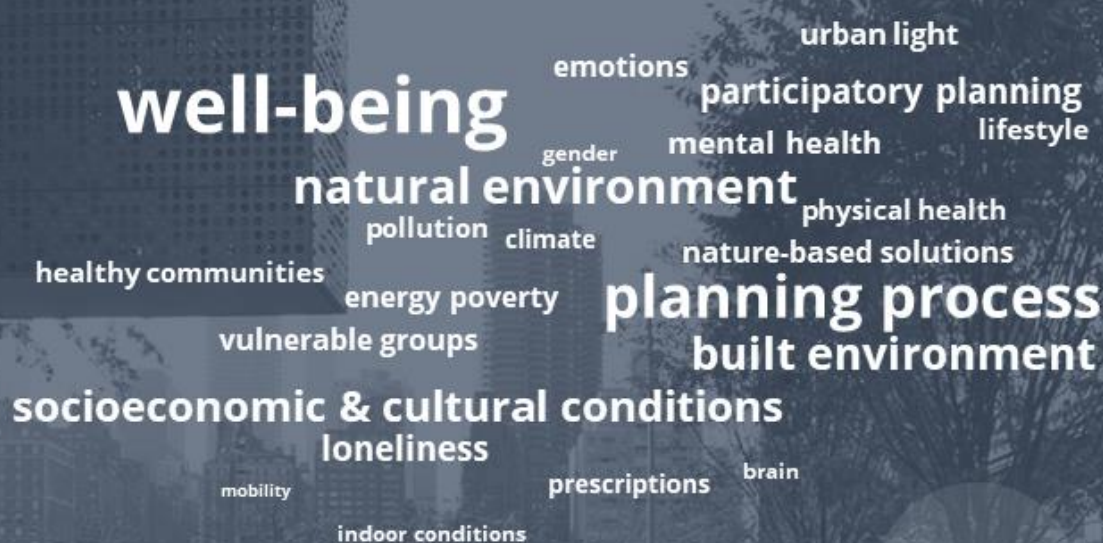 urban light
emotions
well-being
participatory planning
lifestyle
mental health
gender
natural environment
physical health
pollution
climate
nature-based solutions
healthy communities
energy poverty
planning process
vulnerable groups
built environment
socioeconomic & cultural conditions
loneliness
brain
prescriptions
mobility
indoor conditions